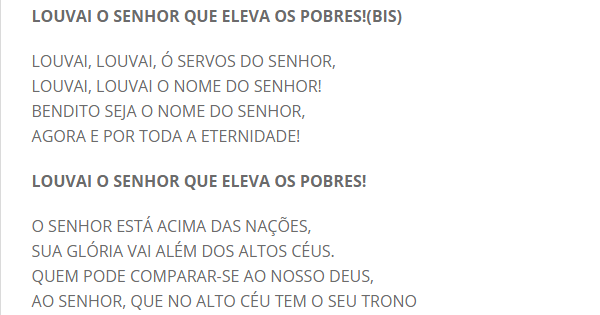 LOUVAI O SENHOR QUE ELEVA OS POBRES!(BIS)
LOUVAI, LOUVAI, Ó SERVOS DO SENHOR,
LOUVAI, LOUVAI O NOME DO SENHOR!
BENDITO SEJA O NOME DO SENHOR,
AGORA E POR TODA A ETERNIDADE!
LOUVAI O SENHOR QUE ELEVA OS POBRES!
O SENHOR ESTÁ ACIMA DAS NAÇÕES,
SUA GLÓRIA VAI ALÉM DOS ALTOS CÉUS.
QUEM PODE COMPARAR-SE AO NOSSO DEUS,
AO SENHOR, QUE NO ALTO CÉU TEM O SEU TRONO